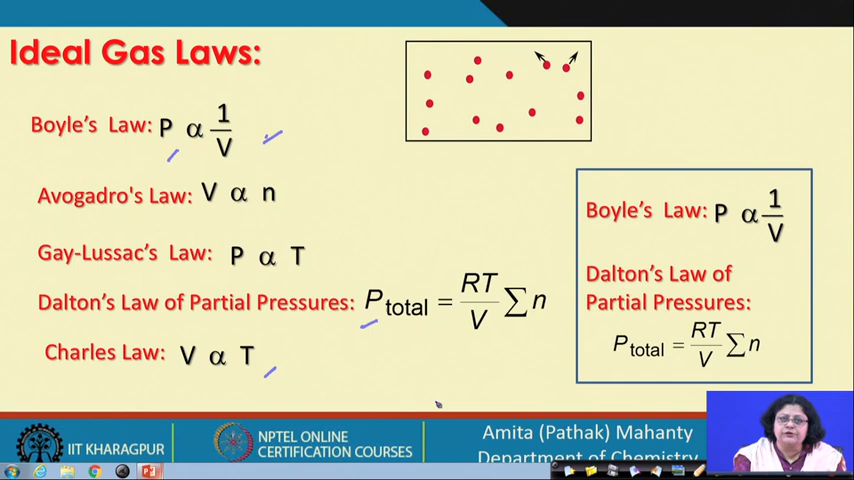 Ideal Gas Laws:
Boyle's Law: P α 1/V
Avogadro's Law: V α n
Gay-Lussac's Law: P α T
Dalton's Law of Partial Pressures: P total = RT/V ∑ n
Charles Law: V α T
Boyle's Law: P α 1/V
Dalton's Law of
Partial Pressures:
P total = RT/V ∑ n
IIT KHARAGPUR
NPTEL ONLINE
CERTIFICATION COURSES
Amita (Pathak) Mahanty
Department of Chemistry